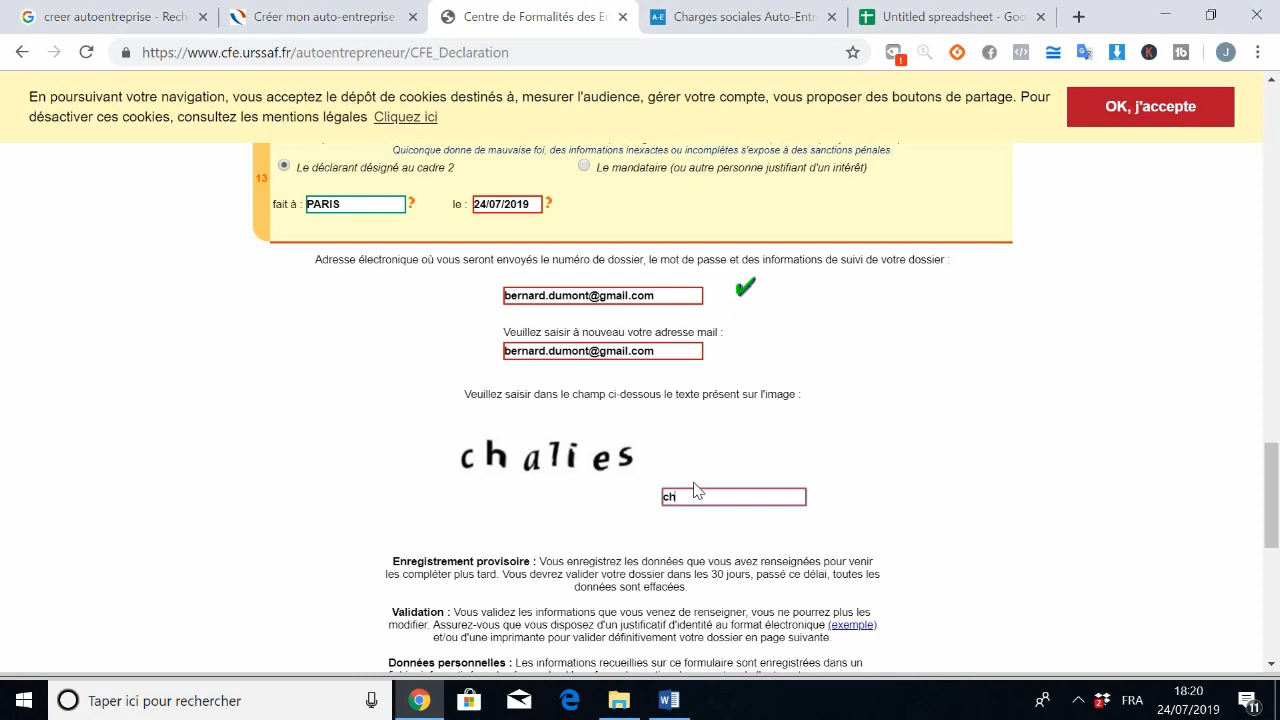 creer autoentreprise - Rech
Créer mon auto-entreprise
Centre de Formalités des Er
A-E Charges sociales Auto-Entre
Untitled spreadsheet - Goo
https://www.cfe.urssaf.fr/autoentrepreneur/CFE_Declaration
J
En poursuivant votre navigation, vous acceptez le dépôt de cookies destinés à, mesurer l'audience, gérer votre compte, vous proposer des boutons de partage. Pour
désactiver ces cookies, consultez les mentions légales Cliquez ici
OK, j'accepte
Quiconque donne de mauvaise foi, des informations inexactes ou incomplètes s'expose à des sanctions pénales.
13
Le déclarant désigné au cadre 2
Le mandataire (ou autre personne justifiant d'un intérêt)
fait à : PARIS ? le : 24/07/2019 ?
Adresse électronique où vous seront envoyés le numéro de dossier, le mot de passe et des informations de suivi de votre dossier :
bernard.dumont@gmail.com
Veuillez saisir à nouveau votre adresse mail :
bernard.dumont@gmail.com
Veuillez saisir dans le champ ci-dessous le texte présent sur l'image :
chalies
ch
Enregistrement provisoire : Vous enregistrez les données que vous avez renseignées pour venir
les compléter plus tard. Vous devrez valider votre dossier dans les 30 jours, passé ce délai, toutes les
données sont effacées.
Validation : Vous validez les informations que vous venez de renseigner, vous ne pourrez plus les
modifier. Assurez-vous que vous disposez d'un justificatif d'identité au format électronique (exemple)
et/ou d'une imprimante pour valider définitivement votre dossier en page suivante.
Données personnelles : Les informations recueillies sur ce formulaire sont enregistrées dans un
Taper ici pour rechercher
FRA
18:20
24/07/2019
11